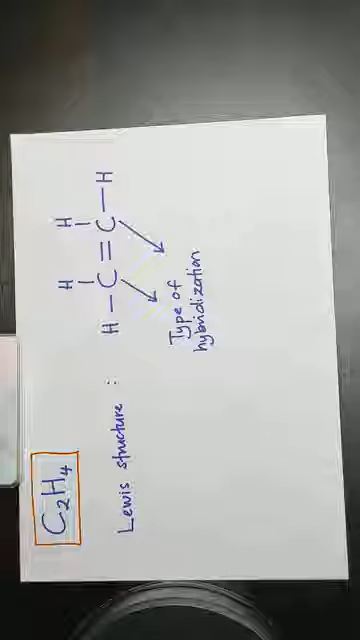 C₂H₄
Lewis structure :
H H
H — C = C — H
Type of
hybridization